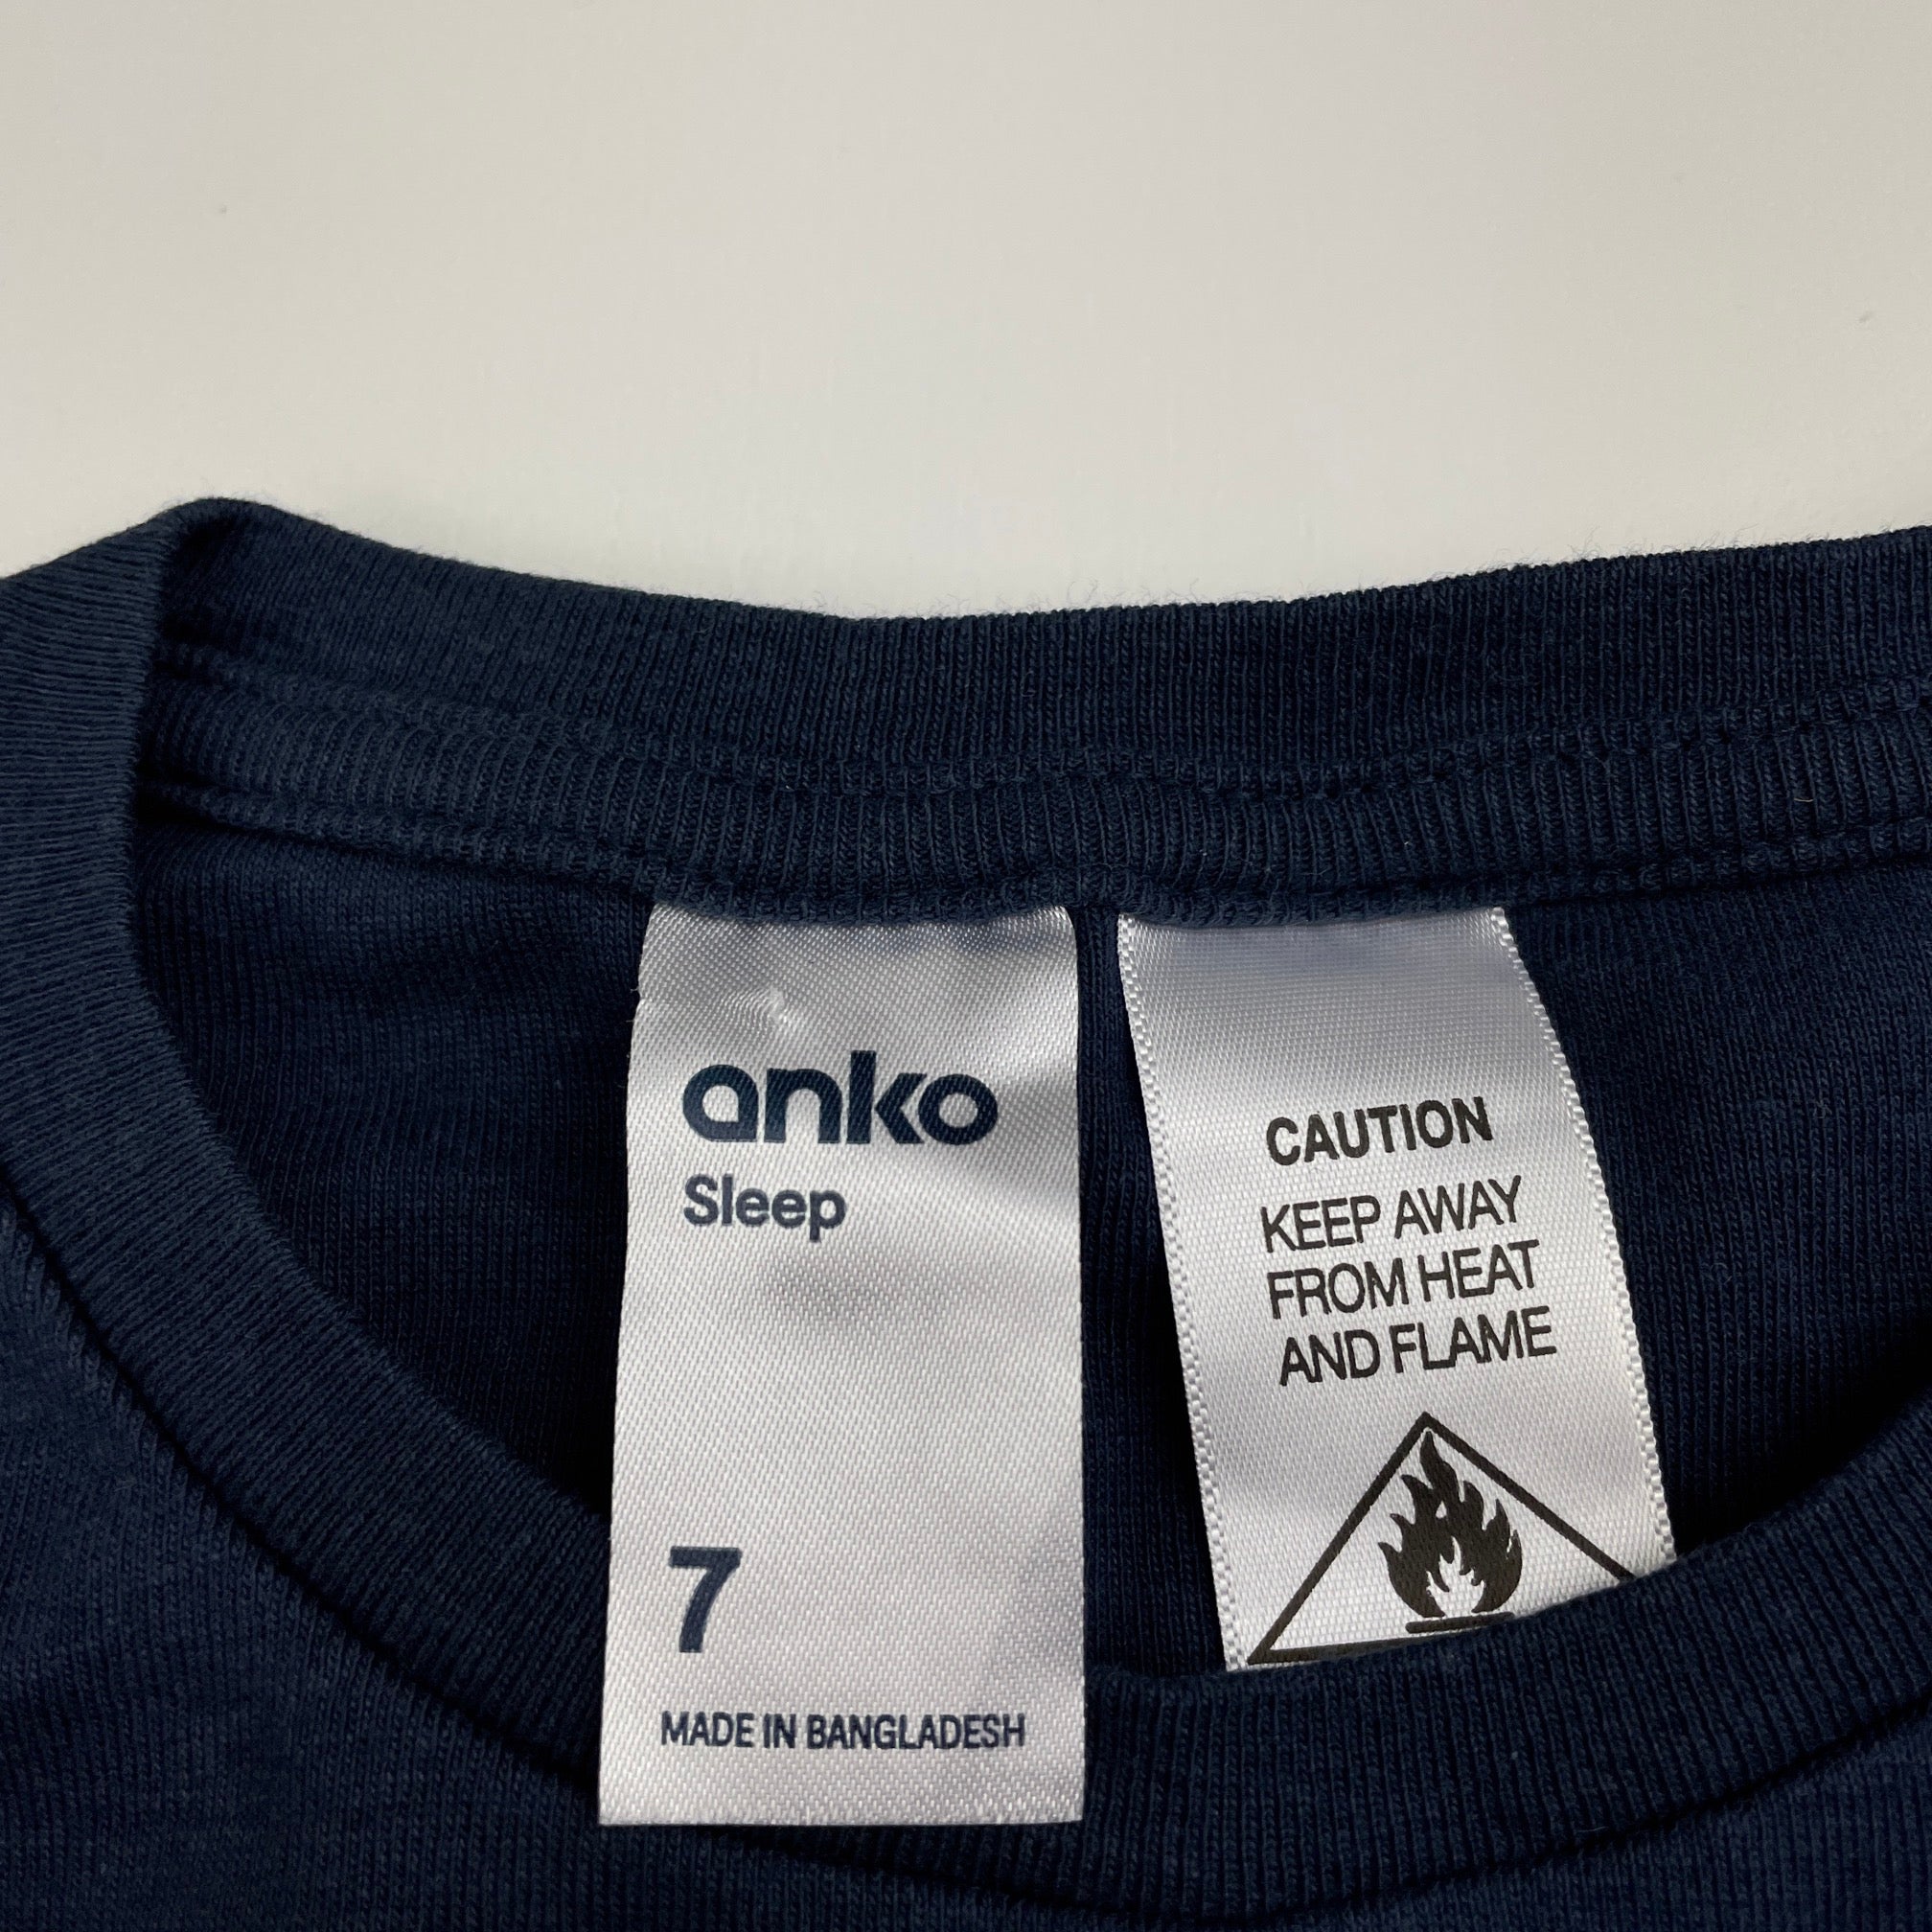 anko
Sleep
7
MADE IN BANGLADESH
CAUTION
KEEP AWAY
FROM HEAT
AND FLAME